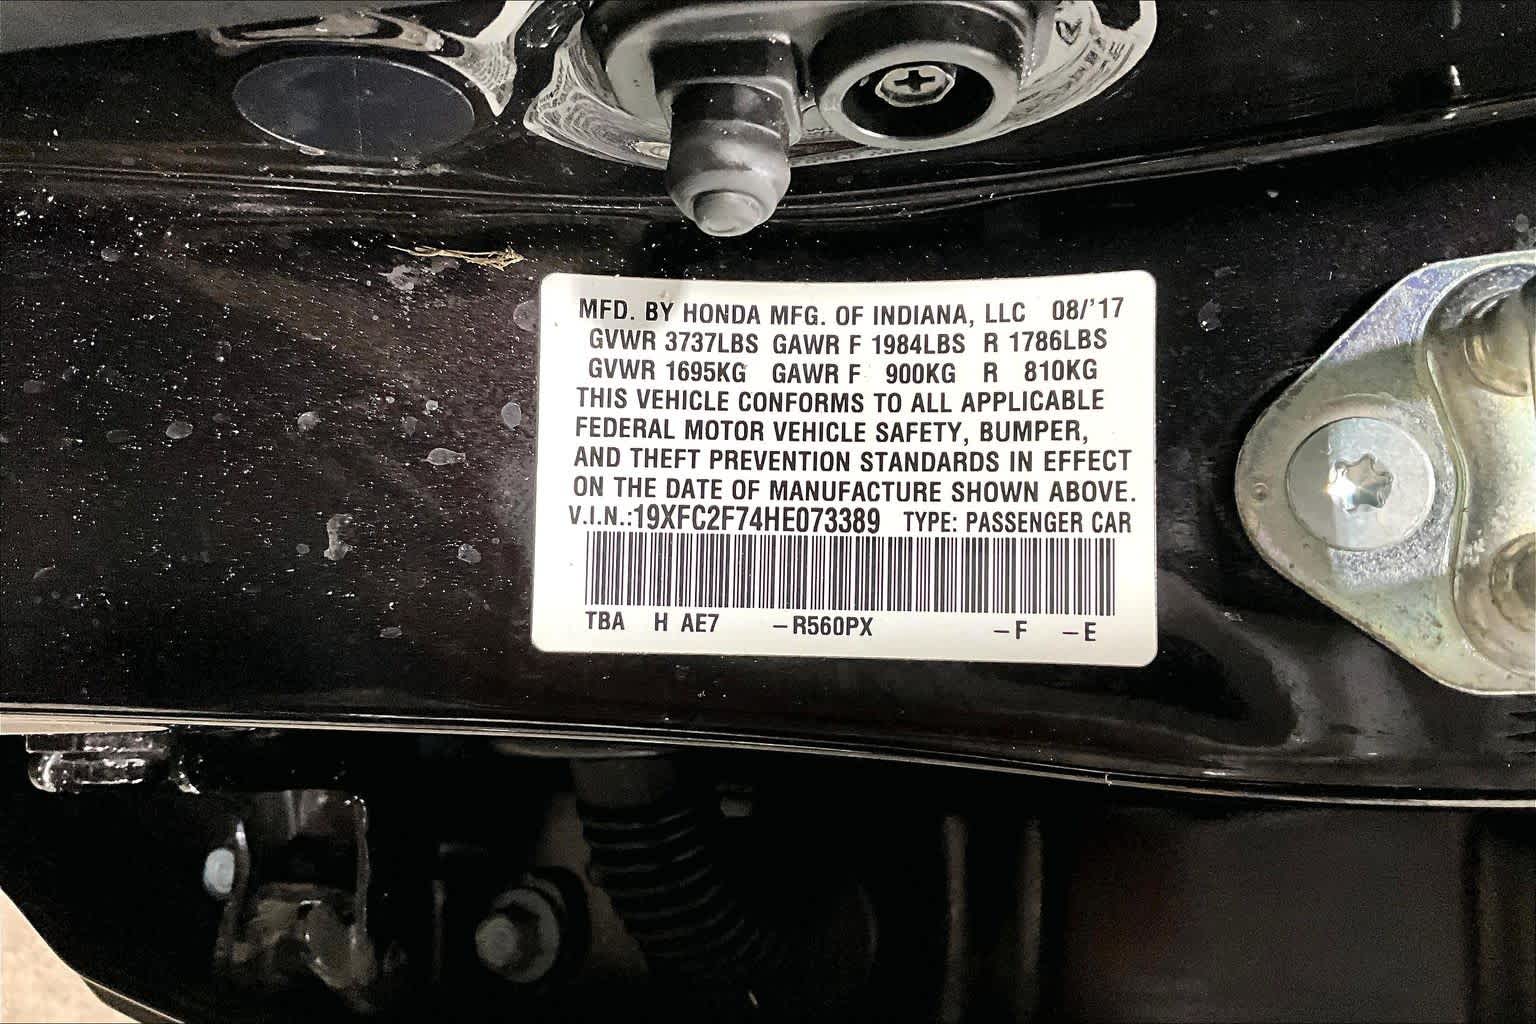 MFD. BY HONDA MFG. OF INDIANA, LLC 08/'17
GVWR 3737LBS GAWR F 1984LBS R 1786LBS
GVWR 1695KG GAWR F 900KG R 810KG
THIS VEHICLE CONFORMS TO ALL APPLICABLE
FEDERAL MOTOR VEHICLE SAFETY, BUMPER,
AND THEFT PREVENTION STANDARDS IN EFFECT
ON THE DATE OF MANUFACTURE SHOWN ABOVE.
V.I.N.:19XFC2F74HE073389 TYPE: PASSENGER CAR
TBA H AE7 –R560PX –F –E